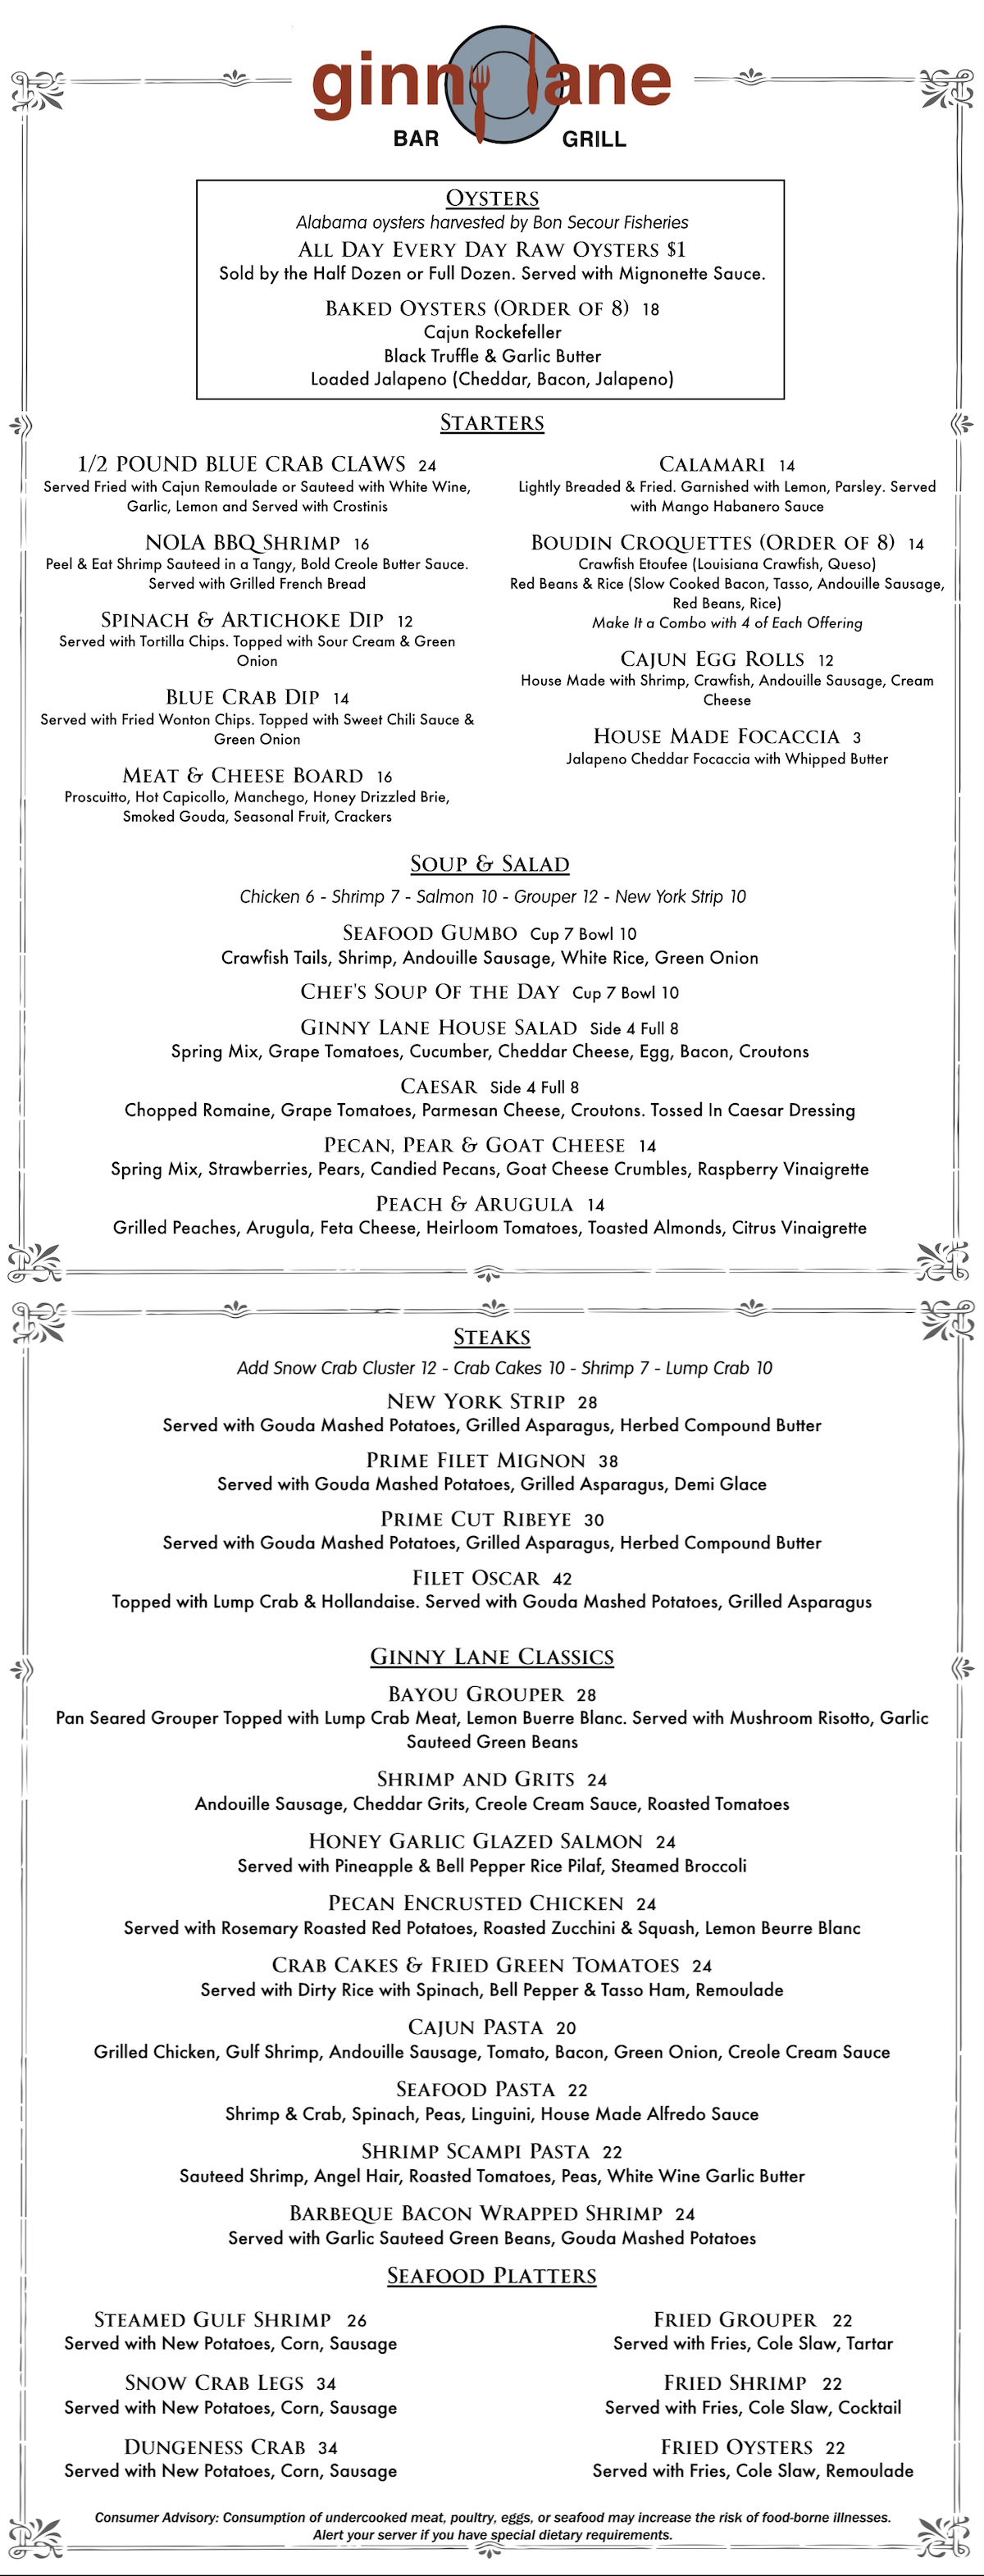 ginny lane
BAR GRILL
OYSTERS
Alabama oysters harvested by Bon Secour Fisheries
ALL DAY EVERY DAY RAW OYSTERS $1
Sold by the Half Dozen or Full Dozen. Served with Mignonette Sauce.
BAKED OYSTERS (ORDER OF 8) 18
Cajun Rockefeller
Black Truffle & Garlic Butter
Loaded Jalapeno (Cheddar, Bacon, Jalapeno)
STARTERS
1/2 POUND BLUE CRAB CLAWS 24
Served Fried with Cajun Remoulade or Sauteed with White Wine,
Garlic, Lemon and Served with Crostinis
NOLA BBQ SHRIMP 16
Peel & Eat Shrimp Sauteed in a Tangy, Bold Creole Butter Sauce.
Served with Grilled French Bread
SPINACH & ARTICHOKE DIP 12
Served with Tortilla Chips. Topped with Sour Cream & Green
Onion
BLUE CRAB DIP 14
Served with Fried Wonton Chips. Topped with Sweet Chili Sauce &
Green Onion
MEAT & CHEESE BOARD 16
Proscuitto, Hot Capicollo, Manchego, Honey Drizzled Brie,
Smoked Gouda, Seasonal Fruit, Crackers
CALAMARI 14
Lightly Breaded & Fried. Garnished with Lemon, Parsley. Served
with Mango Habanero Sauce
BOUDIN CROQUETTES (ORDER OF 8) 14
Crawfish Etoufee (Louisiana Crawfish, Queso)
Red Beans & Rice (Slow Cooked Bacon, Tasso, Andouille Sausage,
Red Beans, Rice)
Make It a Combo with 4 of Each Offering
CAJUN EGG ROLLS 12
House Made with Shrimp, Crawfish, Andouille Sausage, Cream
Cheese
HOUSE MADE FOCACCIA 3
Jalapeno Cheddar Focaccia with Whipped Butter
SOUP & SALAD
Chicken 6 - Shrimp 7 - Salmon 10 - Grouper 12 - New York Strip 10
SEAFOOD GUMBO Cup 7 Bowl 10
Crawfish Tails, Shrimp, Andouille Sausage, White Rice, Green Onion
CHEF'S SOUP OF THE DAY Cup 7 Bowl 10
GINNY LANE HOUSE SALAD Side 4 Full 8
Spring Mix, Grape Tomatoes, Cucumber, Cheddar Cheese, Egg, Bacon, Croutons
CAESAR Side 4 Full 8
Chopped Romaine, Grape Tomatoes, Parmesan Cheese, Croutons. Tossed In Caesar Dressing
PECAN, PEAR & GOAT CHEESE 14
Spring Mix, Strawberries, Pears, Candied Pecans, Goat Cheese Crumbles, Raspberry Vinaigrette
PEACH & ARUGULA 14
Grilled Peaches, Arugula, Feta Cheese, Heirloom Tomatoes, Toasted Almonds, Citrus Vinaigrette
STEAKS
Add Snow Crab Cluster 12 - Crab Cakes 10 - Shrimp 7 - Lump Crab 10
NEW YORK STRIP 28
Served with Gouda Mashed Potatoes, Grilled Asparagus, Herbed Compound Butter
PRIME FILET MIGNON 38
Served with Gouda Mashed Potatoes, Grilled Asparagus, Demi Glace
PRIME CUT RIBEYE 30
Served with Gouda Mashed Potatoes, Grilled Asparagus, Herbed Compound Butter
FILET OSCAR 42
Topped with Lump Crab & Hollandaise. Served with Gouda Mashed Potatoes, Grilled Asparagus
GINNY LANE CLASSICS
BAYOU GROUPER 28
Pan Seared Grouper Topped with Lump Crab Meat, Lemon Buerre Blanc. Served with Mushroom Risotto, Garlic
Sauteed Green Beans
SHRIMP AND GRITS 24
Andouille Sausage, Cheddar Grits, Creole Cream Sauce, Roasted Tomatoes
HONEY GARLIC GLAZED SALMON 24
Served with Pineapple & Bell Pepper Rice Pilaf, Steamed Broccoli
PECAN ENCRUSTED CHICKEN 24
Served with Rosemary Roasted Red Potatoes, Roasted Zucchini & Squash, Lemon Beurre Blanc
CRAB CAKES & FRIED GREEN TOMATOES 24
Served with Dirty Rice with Spinach, Bell Pepper & Tasso Ham, Remoulade
CAJUN PASTA 20
Grilled Chicken, Gulf Shrimp, Andouille Sausage, Tomato, Bacon, Green Onion, Creole Cream Sauce
SEAFOOD PASTA 22
Shrimp & Crab, Spinach, Peas, Linguini, House Made Alfredo Sauce
SHRIMP SCAMPI PASTA 22
Sauteed Shrimp, Angel Hair, Roasted Tomatoes, Peas, White Wine Garlic Butter
BARBEQUE BACON WRAPPED SHRIMP 24
Served with Garlic Sauteed Green Beans, Gouda Mashed Potatoes
SEAFOOD PLATTERS
STEAMED GULF SHRIMP 26
Served with New Potatoes, Corn, Sausage
SNOW CRAB LEGS 34
Served with New Potatoes, Corn, Sausage
DUNGENESS CRAB 34
Served with New Potatoes, Corn, Sausage
FRIED GROUPER 22
Served with Fries, Cole Slaw, Tartar
FRIED SHRIMP 22
Served with Fries, Cole Slaw, Cocktail
FRIED OYSTERS 22
Served with Fries, Cole Slaw, Remoulade
Consumer Advisory: Consumption of undercooked meat, poultry, eggs, or seafood may increase the risk of food-borne illnesses.
Alert your server if you have special dietary requirements.